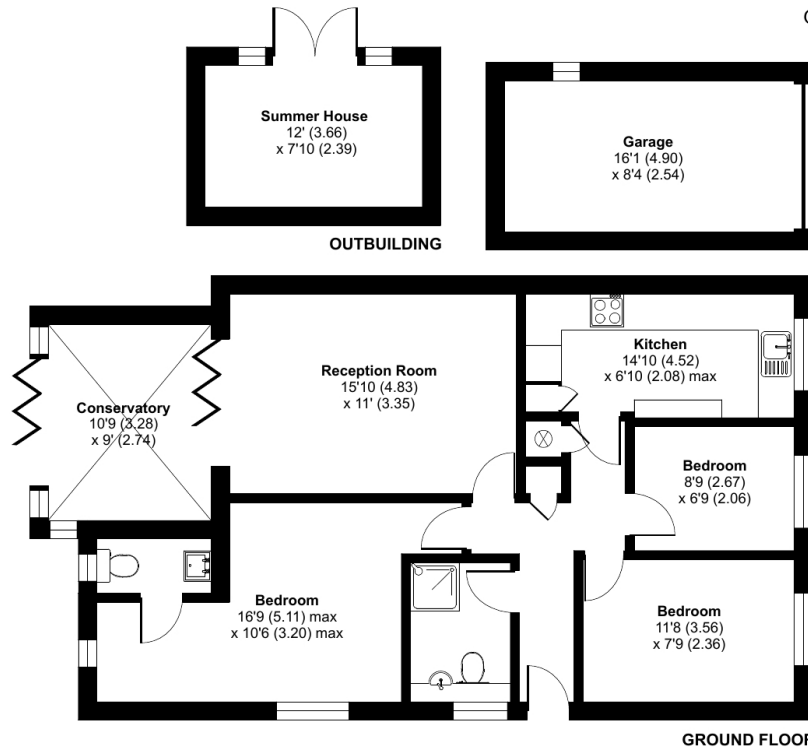 Summer House
12' (3.66)
x 7'10 (2.39)
Garage
16'1 (4.90)
x 8'4 (2.54)
OUTBUILDING
Kitchen
14'10 (4.52)
x 6'10 (2.08) max
Reception Room
15'10 (4.83)
x 11' (3.35)
Conservatory
10'9 (3.28)
x 9' (2.74)
Bedroom
8'9 (2.67)
x 6'9 (2.06)
Bedroom
16'9 (5.11) max
x 10'6 (3.20) max
Bedroom
11'8 (3.56)
x 7'9 (2.36)
GROUND FLOOR